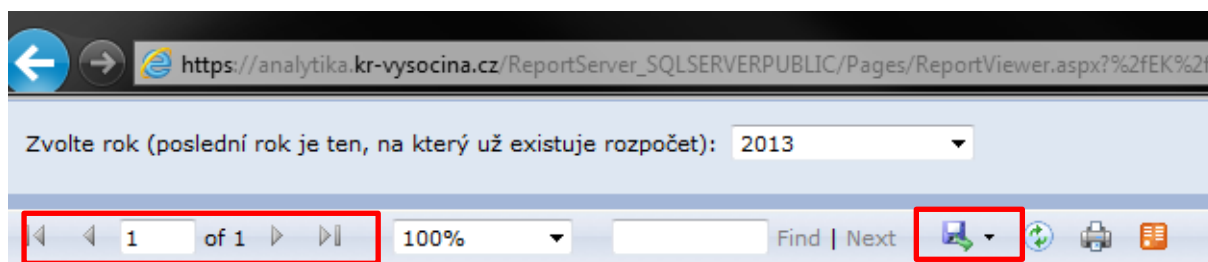 https://analytika.kr-vysocina.cz/ReportServer_SQLSERVERPUBLIC/Pages/ReportViewer.aspx?%2fEK%2f
Zvolte rok (poslední rok je ten, na který už existuje rozpočet): 2013
1 of 1 100% Find | Next